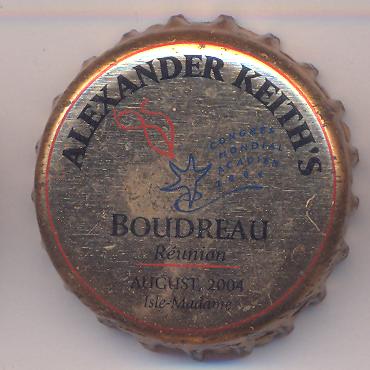 ALEXANDER KEITH'S
CONGRÈS
MONDIAL
ACADIEN
2004
BOUDREAU
Réunion
AUGUST, 2004
Isle-Madame